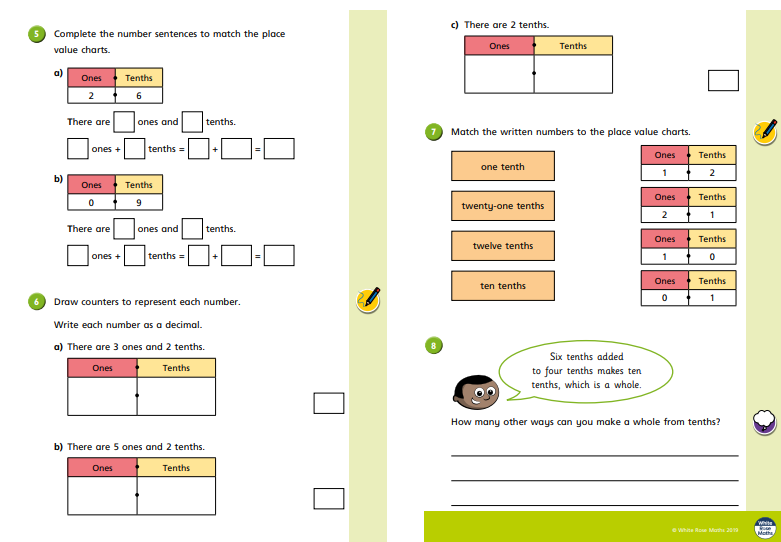 5 Complete the number sentences to match the place
value charts.
a)
Ones Tenths
2 6
There are ones and tenths.
ones + tenths = + =
b)
Ones Tenths
0 9
There are ones and tenths.
ones + tenths = + =
6 Draw counters to represent each number.
Write each number as a decimal.
a) There are 3 ones and 2 tenths.
Ones Tenths
b) There are 5 ones and 2 tenths.
Ones Tenths
c) There are 2 tenths.
Ones Tenths
7 Match the written numbers to the place value charts.
one tenth
twenty-one tenths
twelve tenths
ten tenths
Ones Tenths
1 2
Ones Tenths
2 1
Ones Tenths
1 0
Ones Tenths
0 1
8
Six tenths added
to four tenths makes ten
tenths, which is a whole.
How many other ways can you make a whole from tenths?
© White Rose Maths 2019
White
Rose
Maths